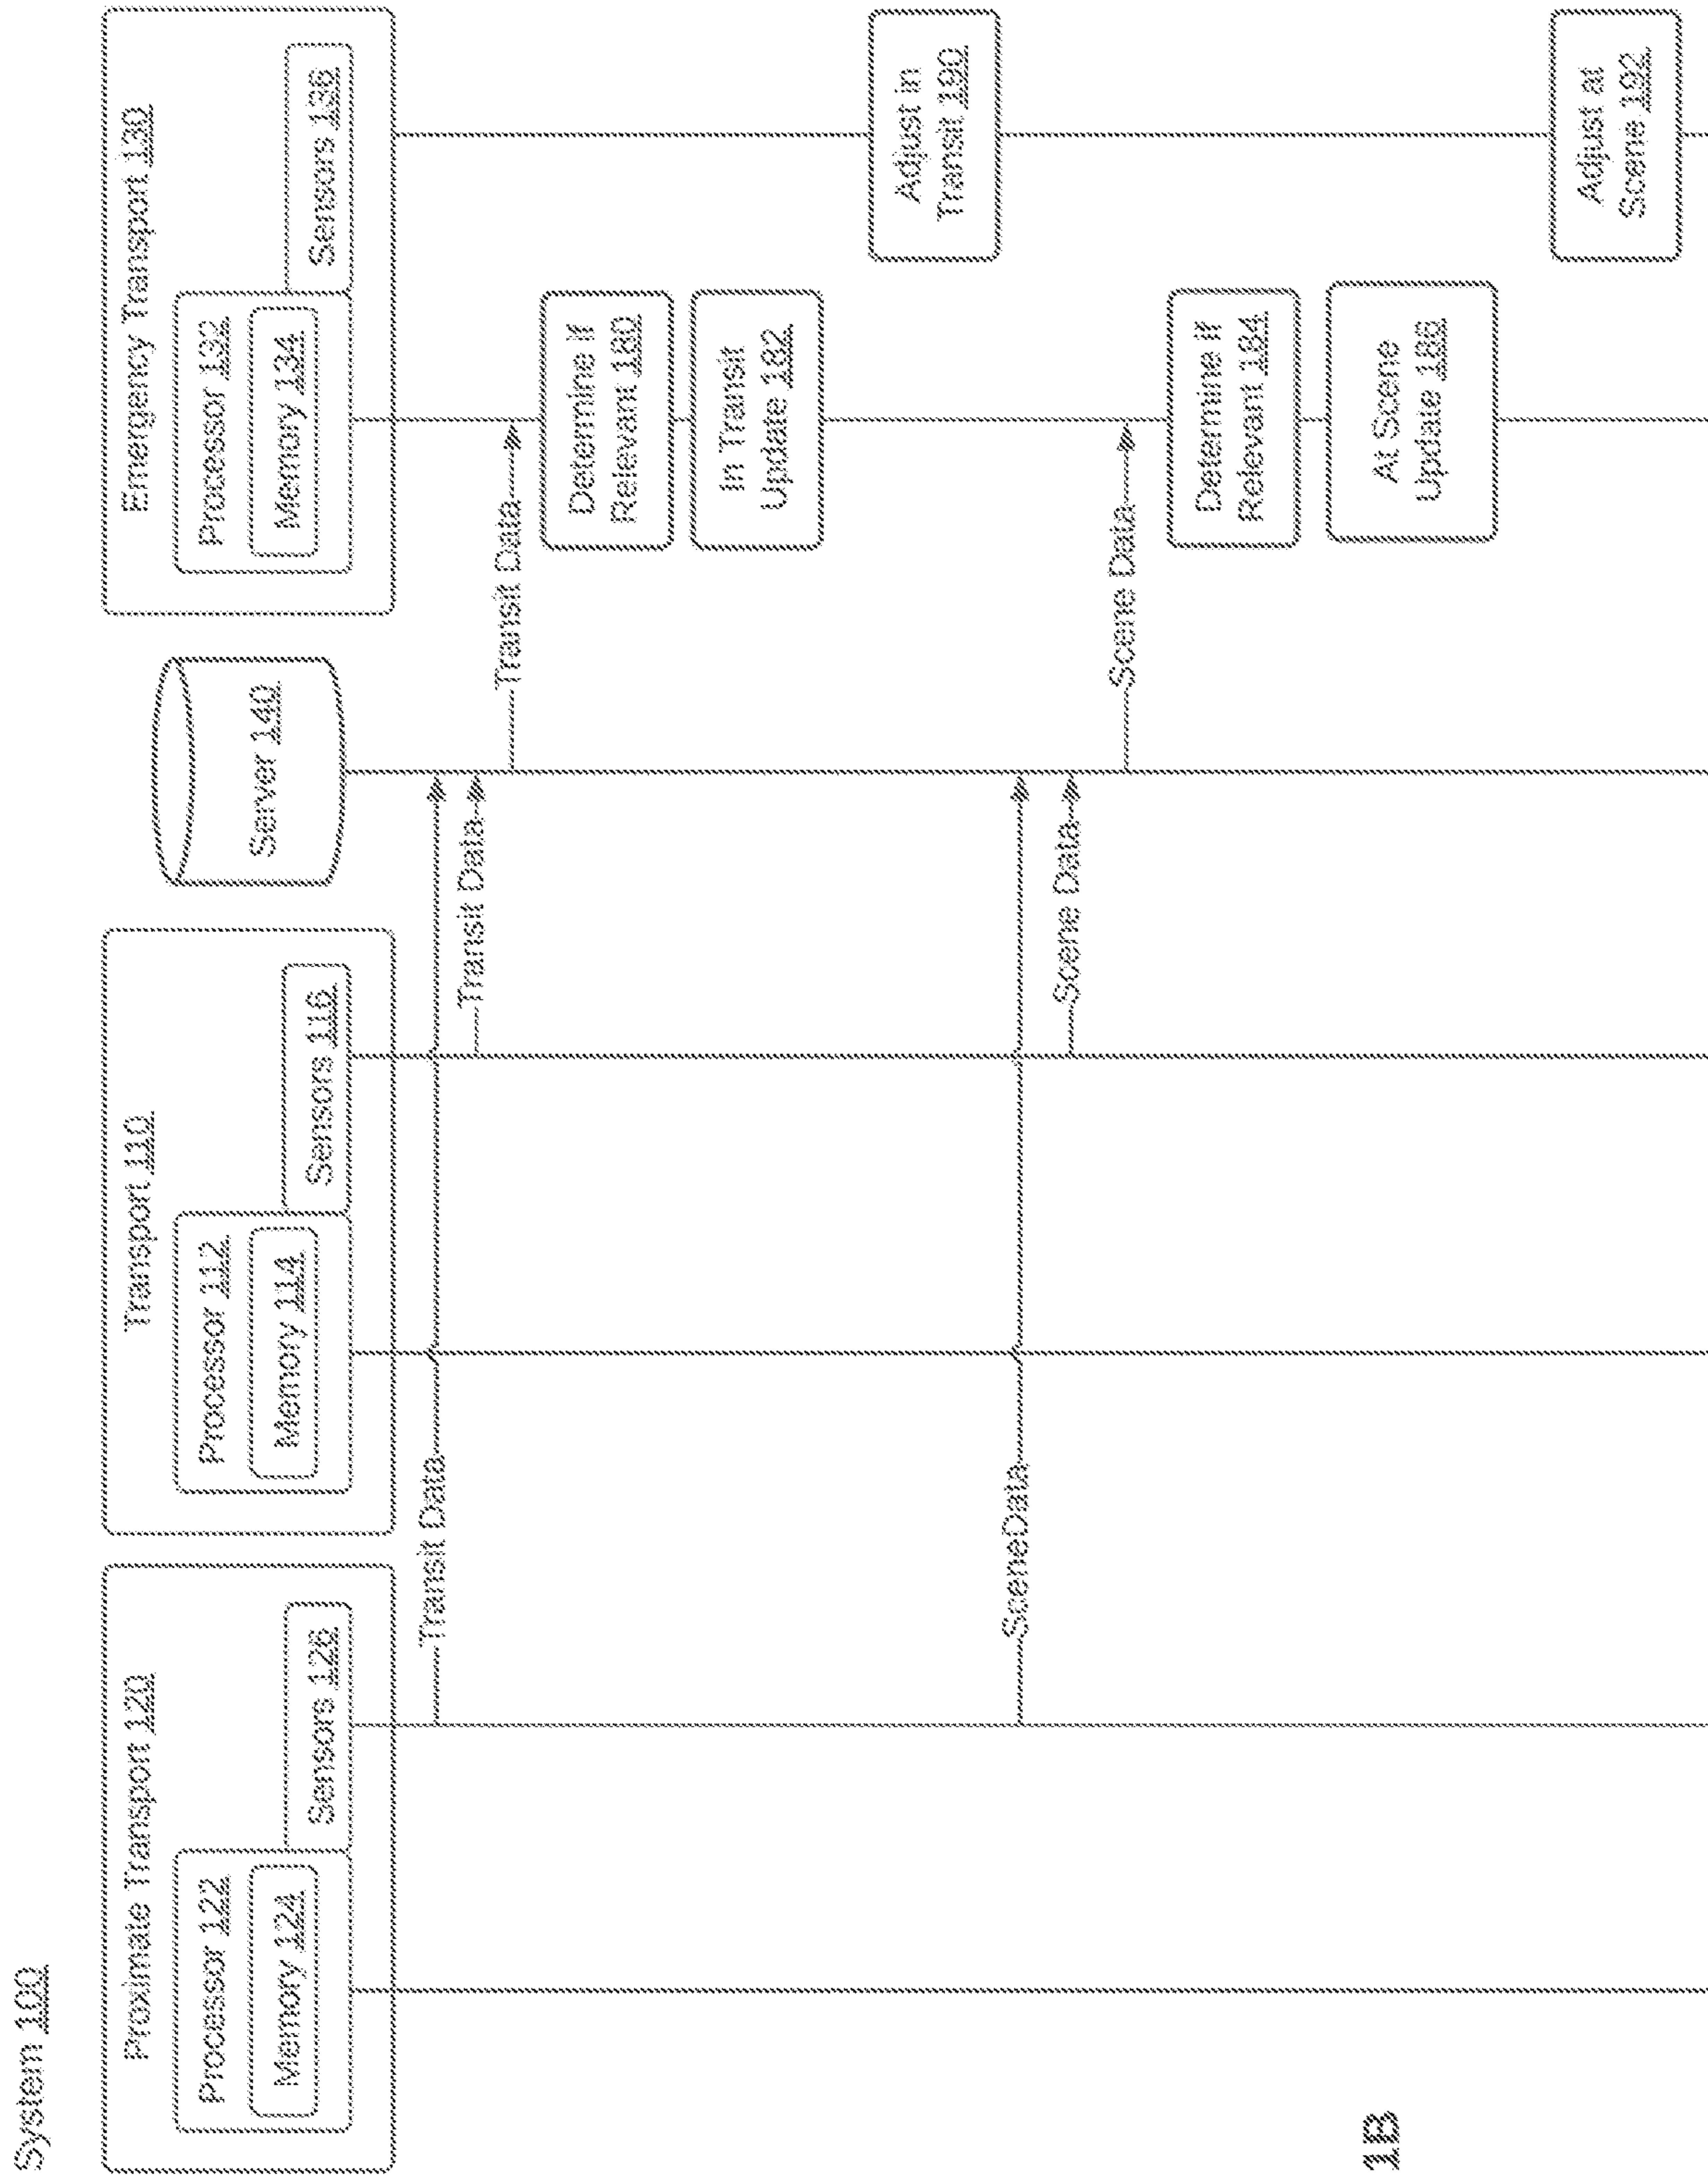 System 100
Proximate Transport 120
Processor 122
Memory 124
Sensors 126
Transport 110
Processor 112
Memory 114
Sensors 116
Server 140
Emergency Transport 130
Processor 132
Memory 134
Sensors 136
Transit Data
Transit Data
Transit Data
Determine If
Relevant 180
In Transit
Update 182
Adjust in
Transit 190
SceneData
Scene Data
Scene Data
Determine If
Relevant 184
At Scene
Update 186
Adjust at
Scene 192
1B